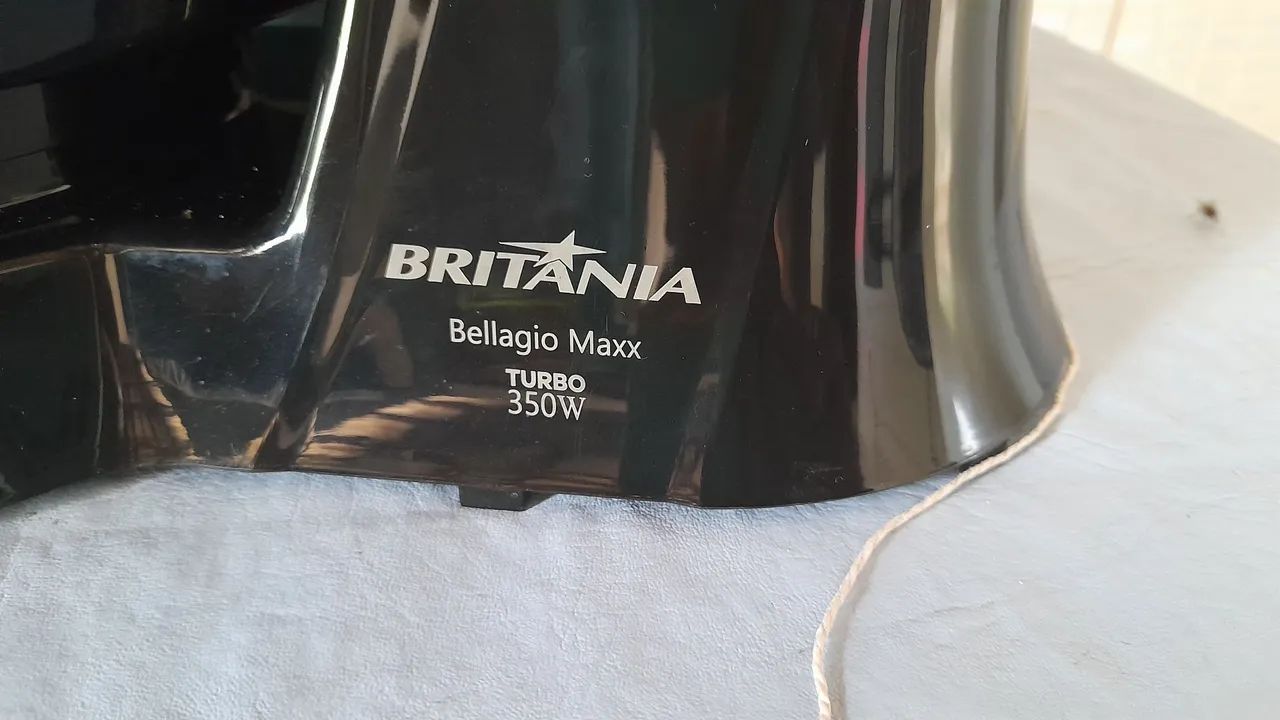 BRITANIA
Bellagio Maxx
TURBO
350W